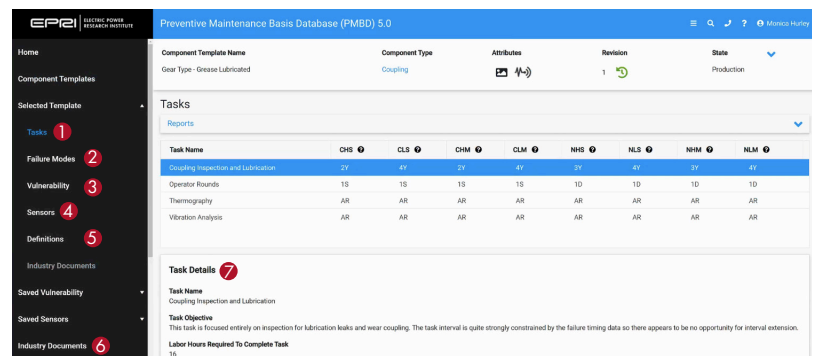 EPRI ELECTRIC POWER RESEARCH INSTITUTE
Preventive Maintenance Basis Database (PMBD) 5.0
Monica Hurley
Home
Component Templates
Selected Template
Tasks 1
Failure Modes 2
Vulnerability 3
Sensors 4
Definitions 5
Industry Documents
Saved Vulnerability
Saved Sensors
Industry Documents 6
Component Template Name Component Type Attributes Revision State
Gear Type - Grease Lubricated Coupling 1 Production
Tasks
Reports
Task Name CHS ? CLS ? CHM ? CLM ? NHS ? NLS ? NHM ? NLM ?
Coupling Inspection and Lubrication 2Y 4Y 2Y 4Y 3Y 4Y 3Y 4Y
Operator Rounds 1S 1S 1S 1S 1D 1D 1D 1D
Thermography AR AR AR AR AR AR AR AR
Vibration Analysis AR AR AR AR AR AR AR AR
Task Details 7
Task Name
Coupling Inspection and Lubrication
Task Objective
This task is focused entirely on inspection for lubrication leaks and wear coupling. The task interval is quite strongly constrained by the failure timing data so there appears to be no opportunity for interval extension.
Labor Hours Required To Complete Task
16